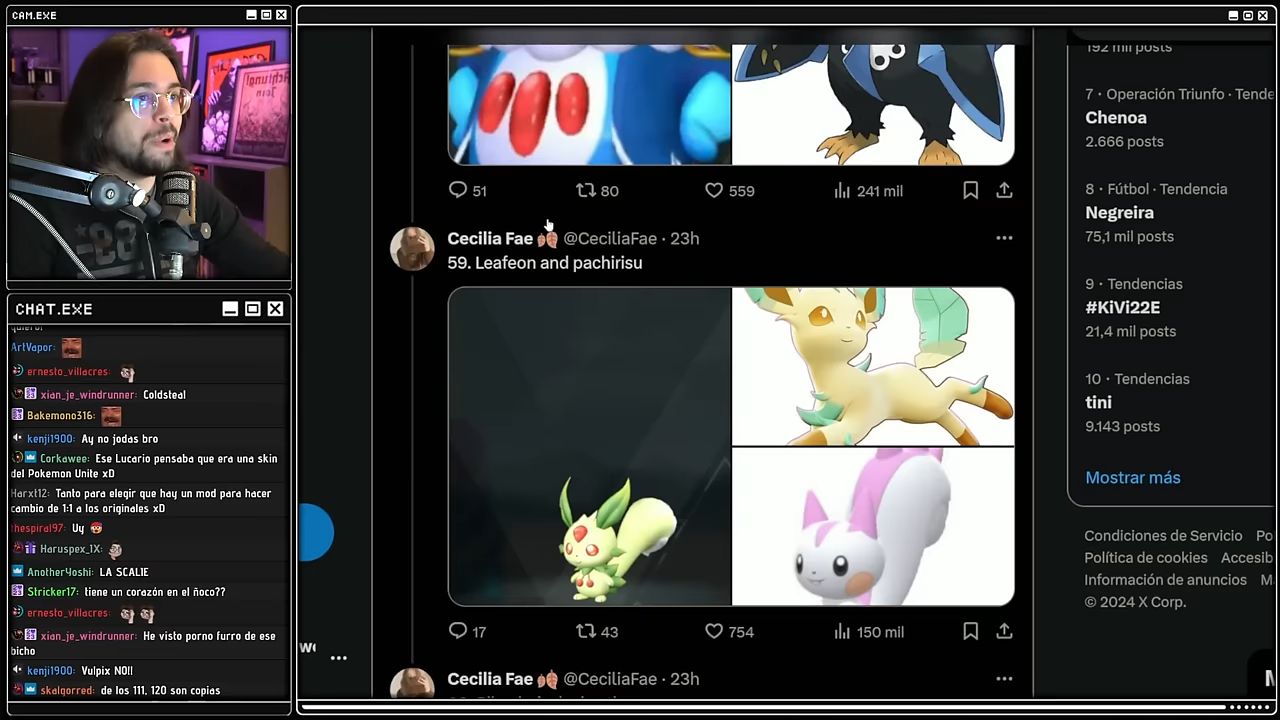 CAM.EXE
Achtung!
Join
CHAT.EXE
ArtVapor:
ernesto_villacres:
xian_je_windrunner: Coldsteal
Bakemono316:
kenji1900: Ay no jodas bro
Corkawee: Ese Lucario pensaba que era una skin
del Pokemon Unite xD
Harxt12: Tanto para elegir que hay un mod para hacer
cambio de 1:1 a los originales xD
thespiral97: Uy
Haruspex_1X:
AnotherYoshi: LA SCALIE
Stricker17: tiene un corazón en el ñoco??
ernesto_villacres:
xian_je_windrunner: He visto porno furro de ese
bicho
kenji1900: Vulpix NO!!
skalgorred: de los 111, 120 son copias
51 80 559 241 mil
Cecilia Fae @CeciliaFae · 23h
59. Leafeon and pachirisu
17 43 754 150 mil
Cecilia Fae @CeciliaFae · 23h
192 mil posts
7 · Operación Triunfo · Tende
Chenoa
2.666 posts
8 · Fútbol · Tendencia
Negreira
75,1 mil posts
9 · Tendencias
#KiVi22E
21,4 mil posts
10 · Tendencias
tini
9.143 posts
Mostrar más
Condiciones de Servicio Po
Política de cookies Accesib
Información de anuncios M
© 2024 X Corp.